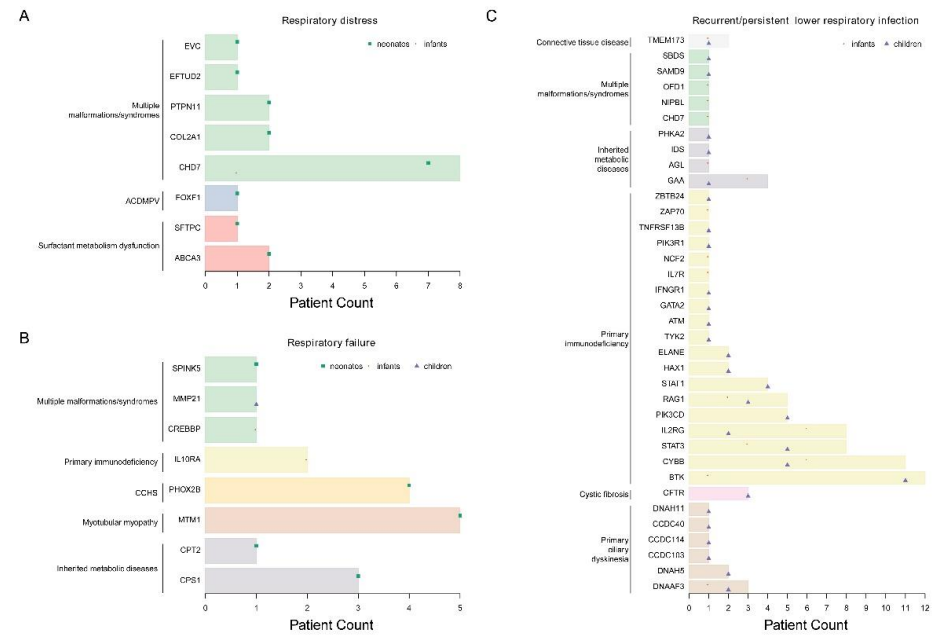 A
Respiratory distress
neonates infants
EVC
EFTUD2
PTPN11
COL2A1
CHD7
FOXF1
SFTPC
ABCA3
Multiple
malformations/syndromes
ACDMPV
Surfactant metabolism dysfunction
0 1 2 3 4 5 6 7 8
Patient Count
B
Respiratory failure
neonatos infants children
SPINK5
MMP21
CREBBP
IL10RA
PHOX2B
MTM1
CPT2
CPS1
Multiple malformations/syndromes
Primary immunodeficiency
CCHS
Myotubular myopathy
Inherited metabolic diseases
0 1 2 3 4 5
Patient Count
C
Recurrent/persistent lower respiratory infection
infants children
TMEM173
SBDS
SAMD9
OFD1
NIPBL
CHD7
PHKA2
IDS
AGL
GAA
ZBTB24
ZAP70
TNFRSF13B
PIK3R1
NCF2
IL7R
IFNGR1
GATA2
ATM
TYK2
ELANE
HAX1
STAT1
RAG1
PIK3CD
IL2RG
STAT3
CYBB
BTK
CFTR
DNAH11
CCDC40
CCDC114
CCDC103
DNAH5
DNAAF3
Connective tissue disease
Multiple
malformations/syndromes
Inherited
metabolic
diseases
Primary
immunodeficiency
Cystic fibrosis
Primary
ciliary
dyskinesia
0 1 2 3 4 5 6 7 8 9 10 11 12
Patient Count